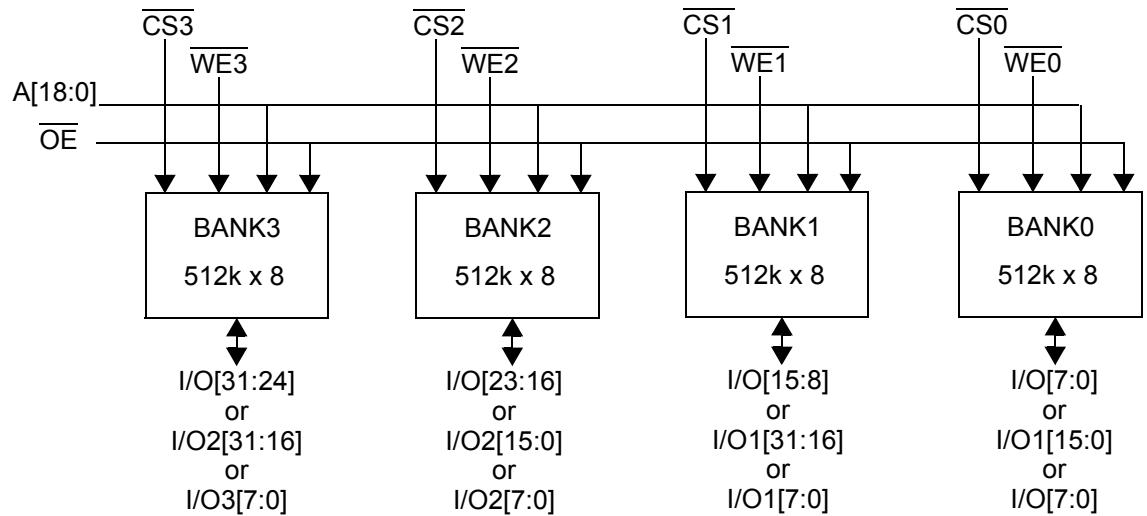 CS3 CS2 CS1 CS0
WE3 WE2 WE1 WE0
A[18:0]
OE
BANK3 BANK2 BANK1 BANK0
512k x 8 512k x 8 512k x 8 512k x 8
I/O[31:24] I/O[23:16] I/O[15:8] I/O[7:0]
or or or or
I/O2[31:16] I/O2[15:0] I/O1[31:16] I/O1[15:0]
or or or or
I/O3[7:0] I/O2[7:0] I/O1[7:0] I/O[7:0]